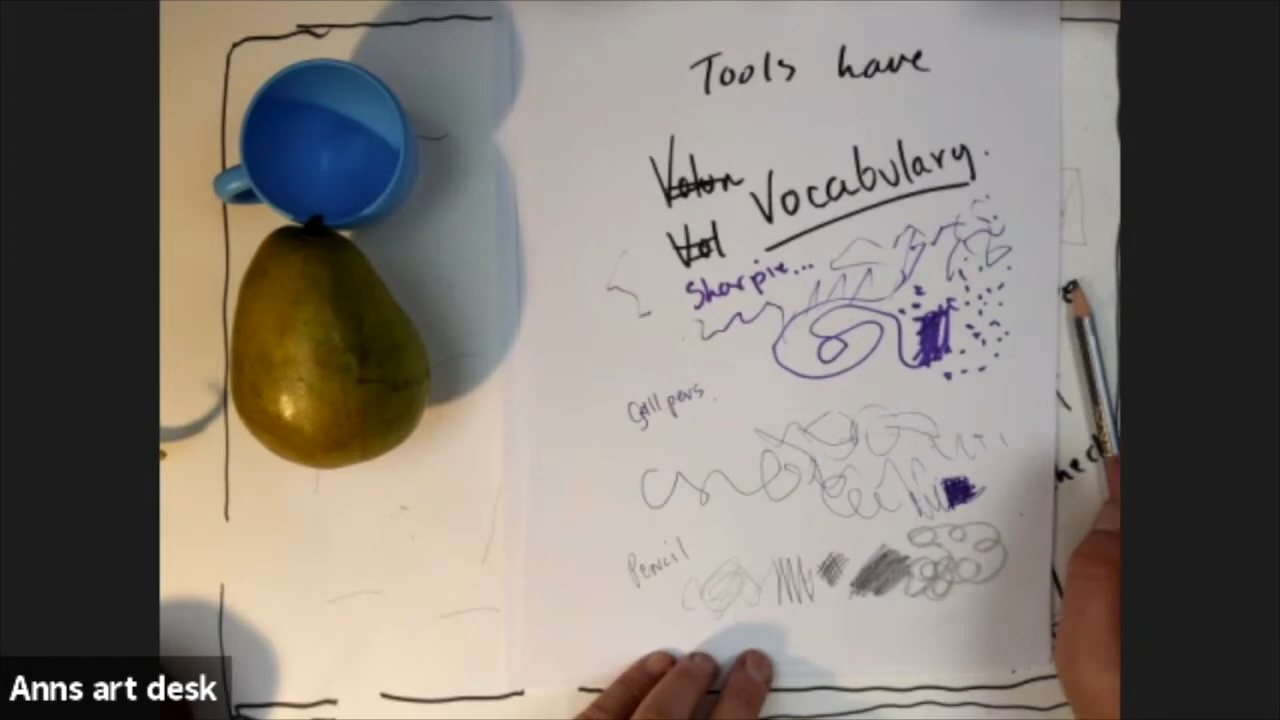 Tools have
Vocabulary.
Sharpie...
Gell pens.
Pencil
Anns art desk